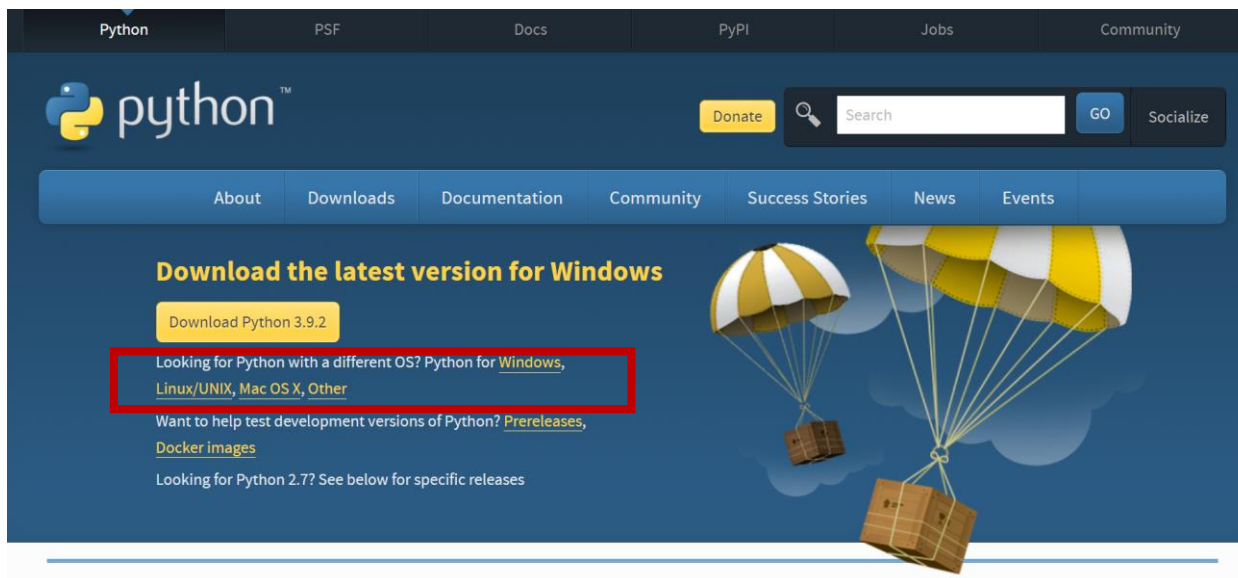 Python PSF Docs PyPI Jobs Community
python™
Donate Search GO Socialize
About Downloads Documentation Community Success Stories News Events
Download the latest version for Windows
Download Python 3.9.2
Looking for Python with a different OS? Python for Windows,
Linux/UNIX, Mac OS X, Other
Want to help test development versions of Python? Prereleases,
Docker images
Looking for Python 2.7? See below for specific releases